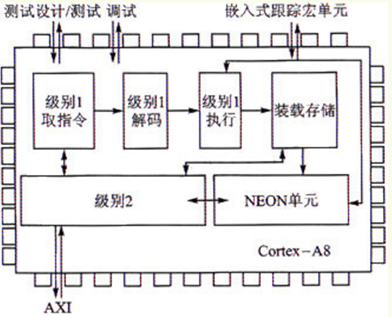 测试设计/测试 调试
嵌入式跟踪宏单元
级别1
取指令
级别1
解码
级别1
执行
装载存储
级别2
NEON单元
Cortex-A8
AXI